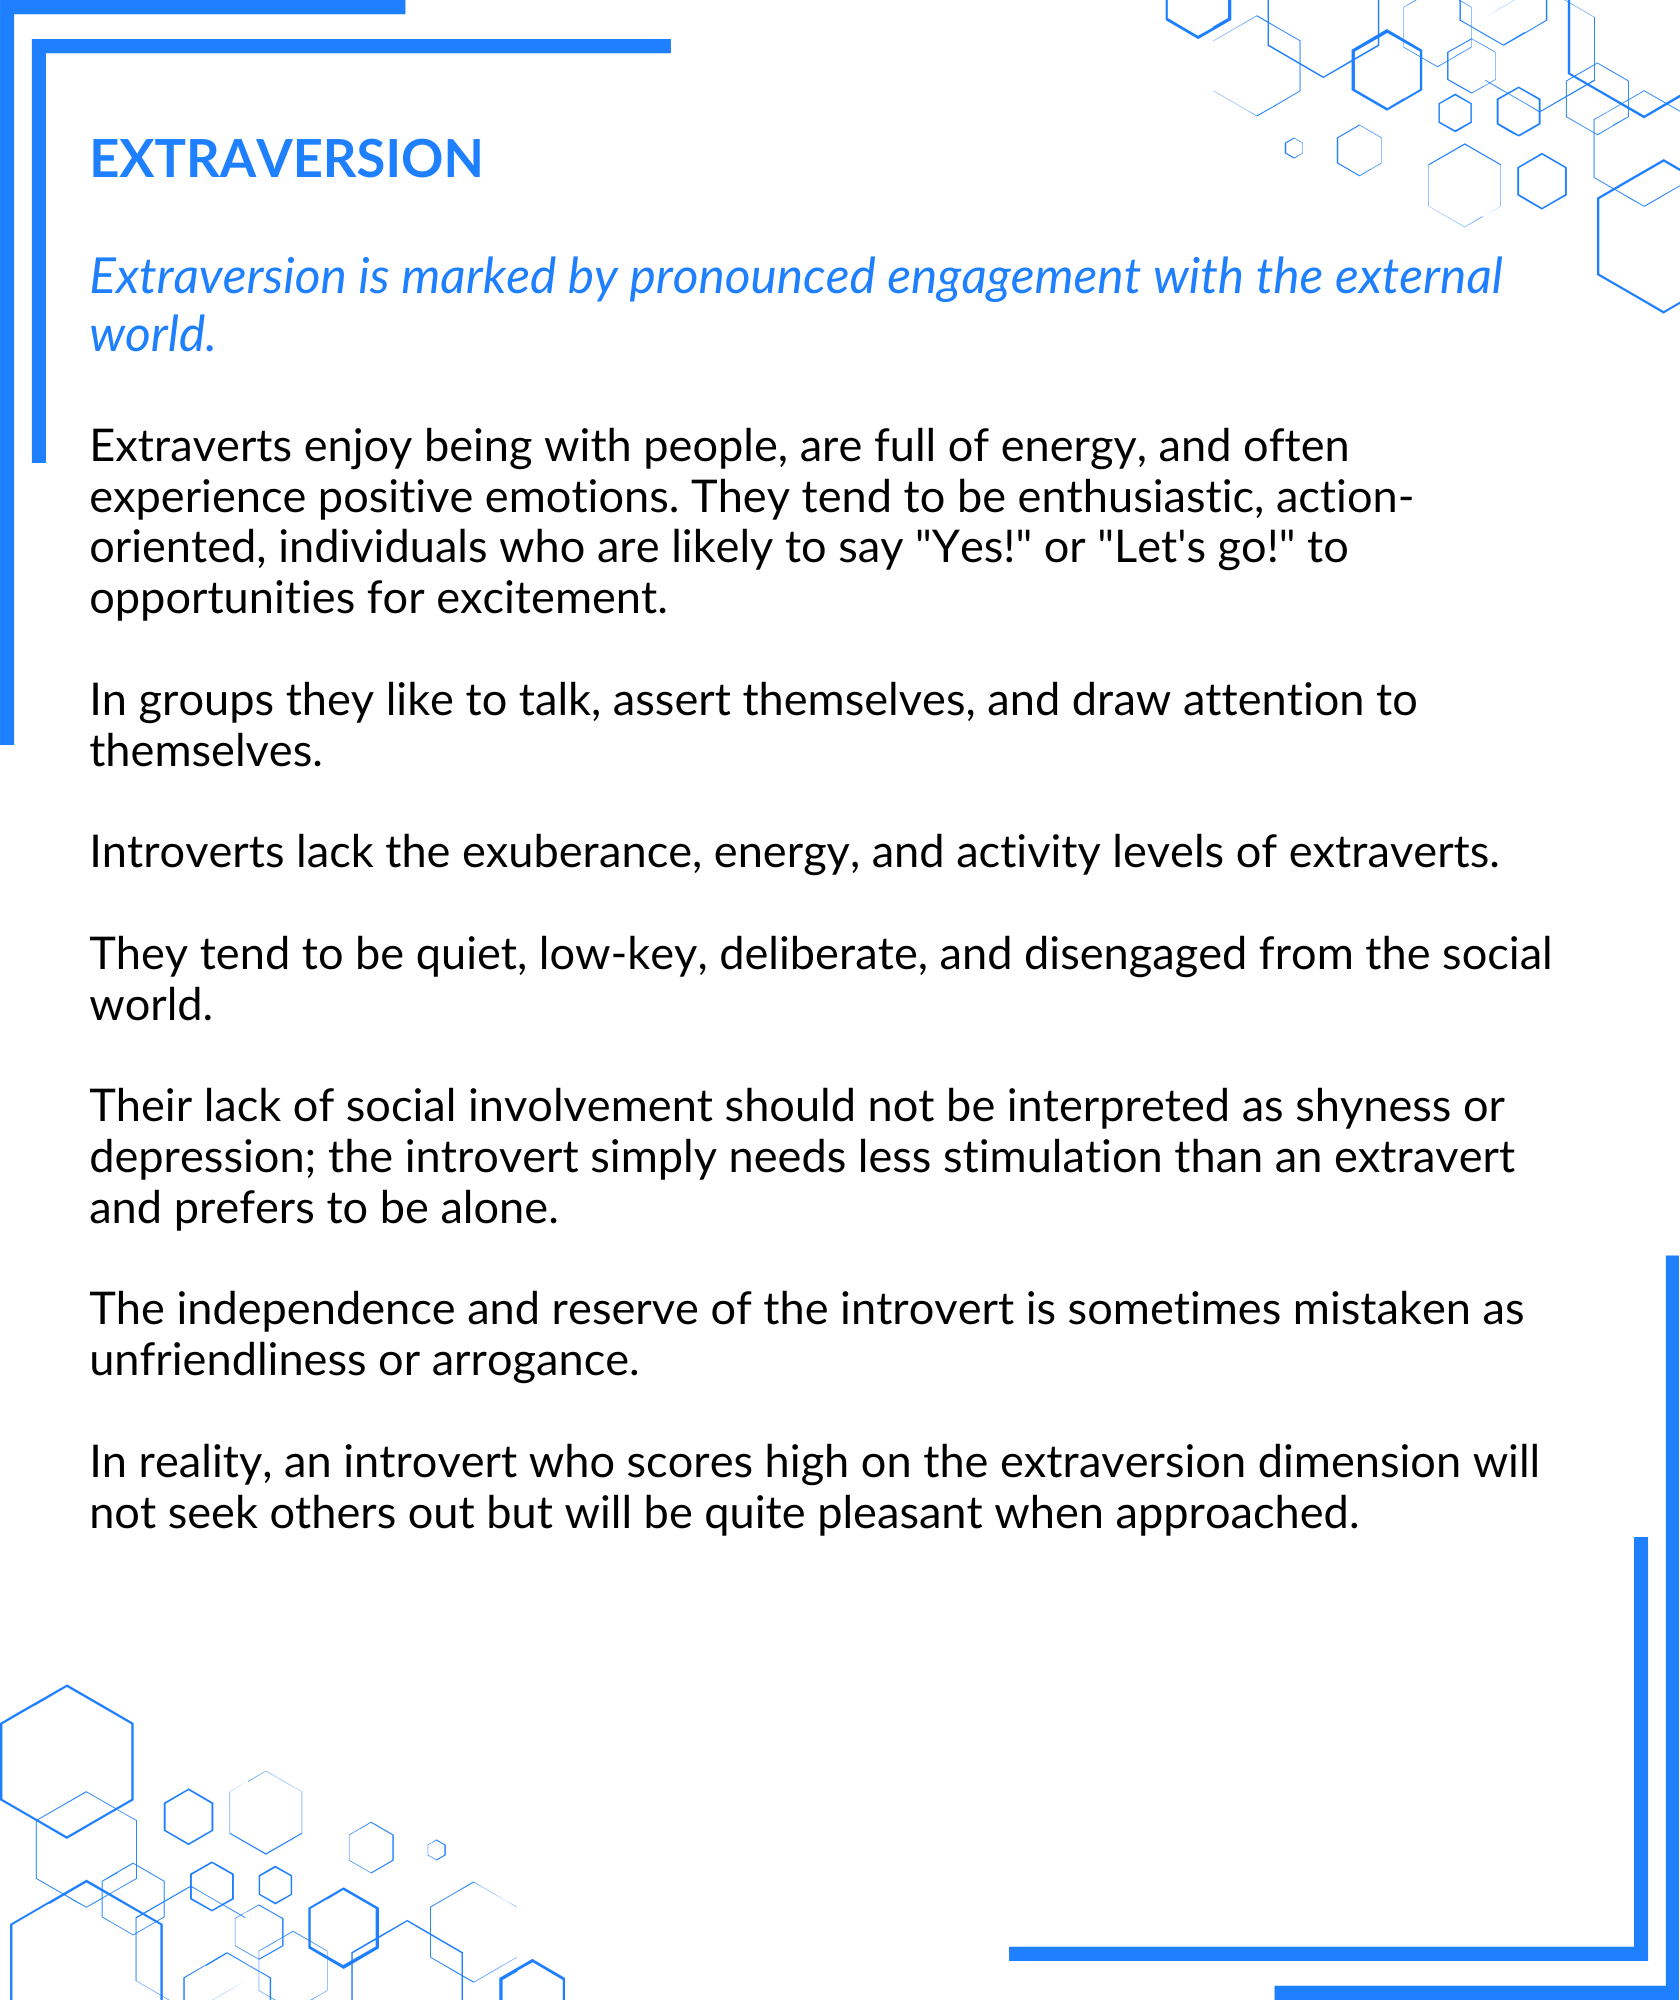 EXTRAVERSION
Extraversion is marked by pronounced engagement with the external
world.
Extraverts enjoy being with people, are full of energy, and often
experience positive emotions. They tend to be enthusiastic, action-
oriented, individuals who are likely to say "Yes!" or "Let's go!" to
opportunities for excitement.
In groups they like to talk, assert themselves, and draw attention to
themselves.
Introverts lack the exuberance, energy, and activity levels of extraverts.
They tend to be quiet, low-key, deliberate, and disengaged from the social
world.
Their lack of social involvement should not be interpreted as shyness or
depression; the introvert simply needs less stimulation than an extravert
and prefers to be alone.
The independence and reserve of the introvert is sometimes mistaken as
unfriendliness or arrogance.
In reality, an introvert who scores high on the extraversion dimension will
not seek others out but will be quite pleasant when approached.